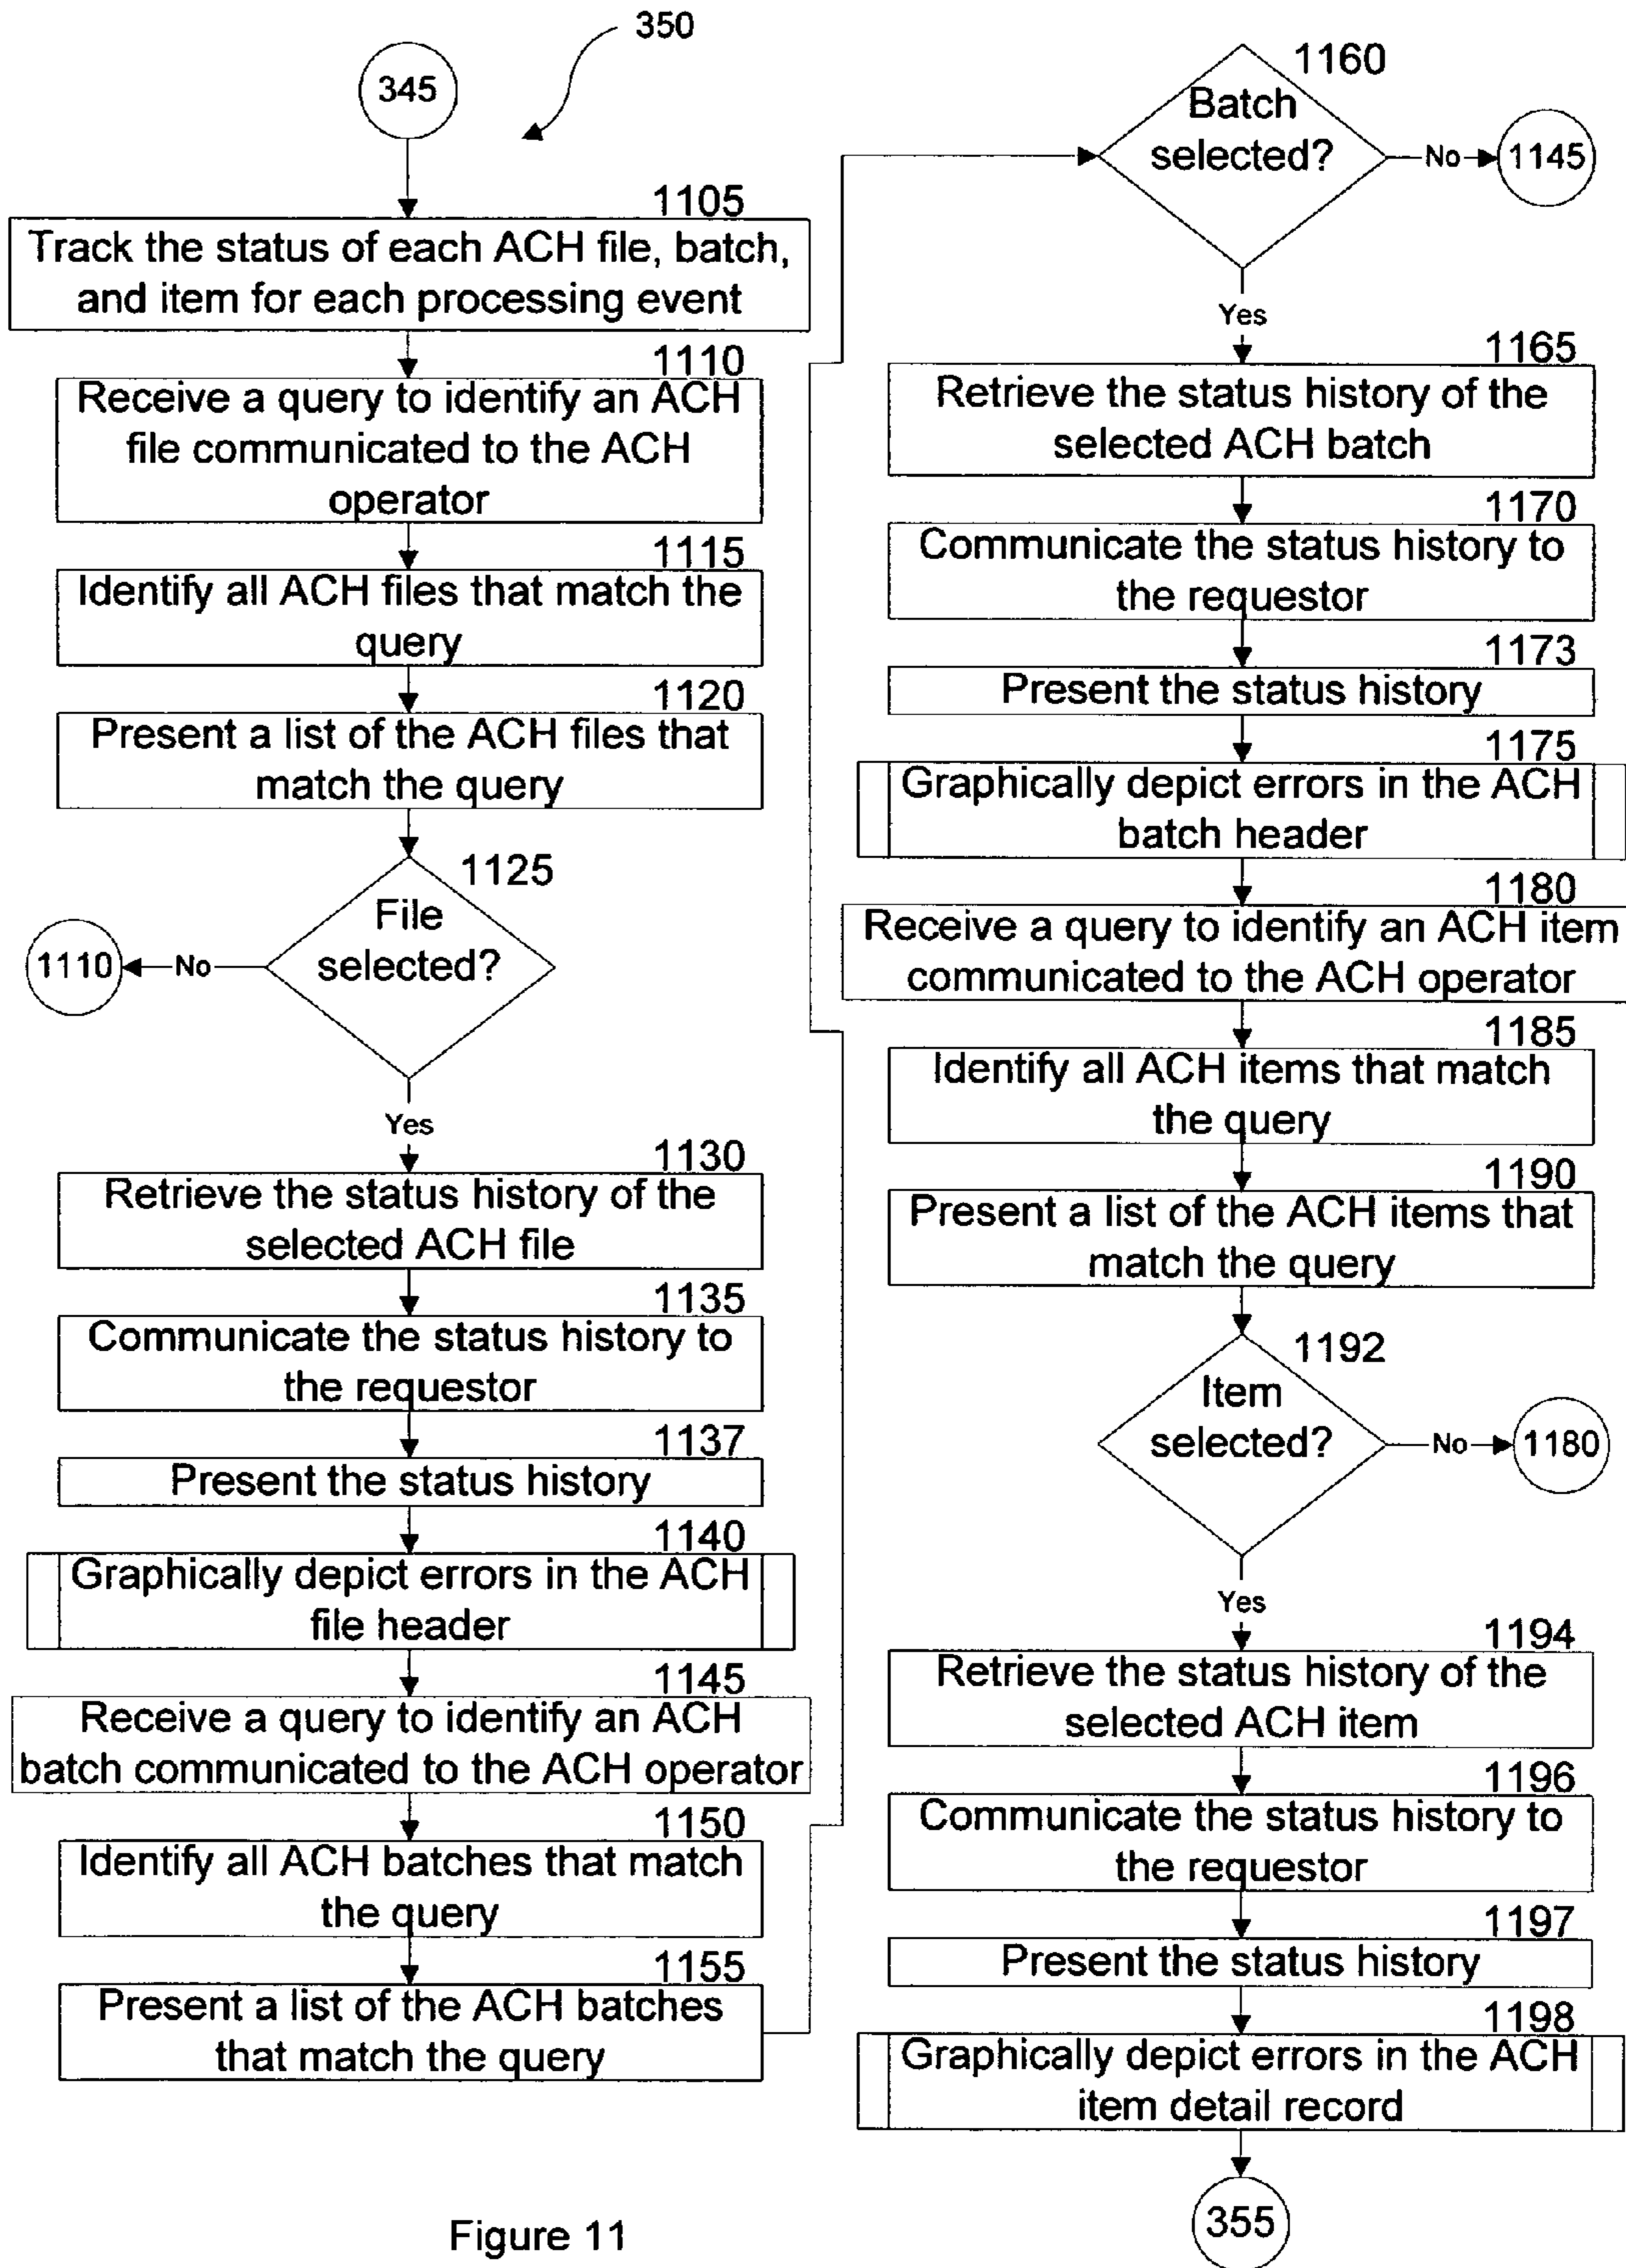 350
345
1105
Track the status of each ACH file, batch,
and item for each processing event
1110
Receive a query to identify an ACH
file communicated to the ACH
operator
1115
Identify all ACH files that match the
query
1120
Present a list of the ACH files that
match the query
1125
File
selected?
No
1110
Yes
1130
Retrieve the status history of the
selected ACH file
1135
Communicate the status history to
the requestor
1137
Present the status history
1140
Graphically depict errors in the ACH
file header
1145
Receive a query to identify an ACH
batch communicated to the ACH operator
1150
Identify all ACH batches that match
the query
1155
Present a list of the ACH batches
that match the query
1160
Batch
selected?
No
1145
Yes
1165
Retrieve the status history of the
selected ACH batch
1170
Communicate the status history to
the requestor
1173
Present the status history
1175
Graphically depict errors in the ACH
batch header
1180
Receive a query to identify an ACH item
communicated to the ACH operator
1185
Identify all ACH items that match
the query
1190
Present a list of the ACH items that
match the query
1192
Item
selected?
No
1180
Yes
1194
Retrieve the status history of the
selected ACH item
1196
Communicate the status history to
the requestor
1197
Present the status history
1198
Graphically depict errors in the ACH
item detail record
355
Figure 11